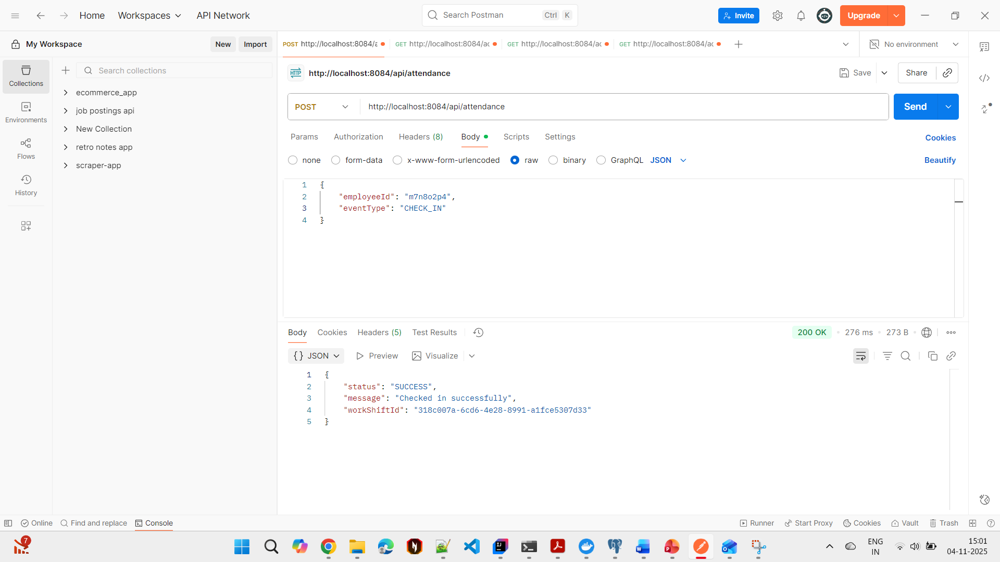 Home Workspaces API Network Search Postman Ctrl K Invite Upgrade
My Workspace New Import
POST http://localhost:8084/a GET http://localhost:8084/ac GET http://localhost:8084/ac GET http://localhost:8084/ac No environment
Collections
Environments
Flows
History
Search collections
ecommerce_app
job postings api
New Collection
retro notes app
scraper-app
HTTP http://localhost:8084/api/attendance Save Share
POST http://localhost:8084/api/attendance Send
Params Authorization Headers (8) Body Scripts Settings Cookies
none form-data x-www-form-urlencoded raw binary GraphQL JSON Beautify
1 {
2 "employeeId": "m7n8o2p4",
3 "eventType": "CHECK_IN"
4 }
Body Cookies Headers (5) Test Results 200 OK 276 ms 273 B
{} JSON Preview Visualize
1 {
2 "status": "SUCCESS",
3 "message": "Checked in successfully",
4 "workShiftId": "318c007a-6cd6-4e28-8991-a1fce5307d33"
5 }
Online Find and replace Console Runner Start Proxy Cookies Vault Trash
7 ENG 15:01
IN 04-11-2025